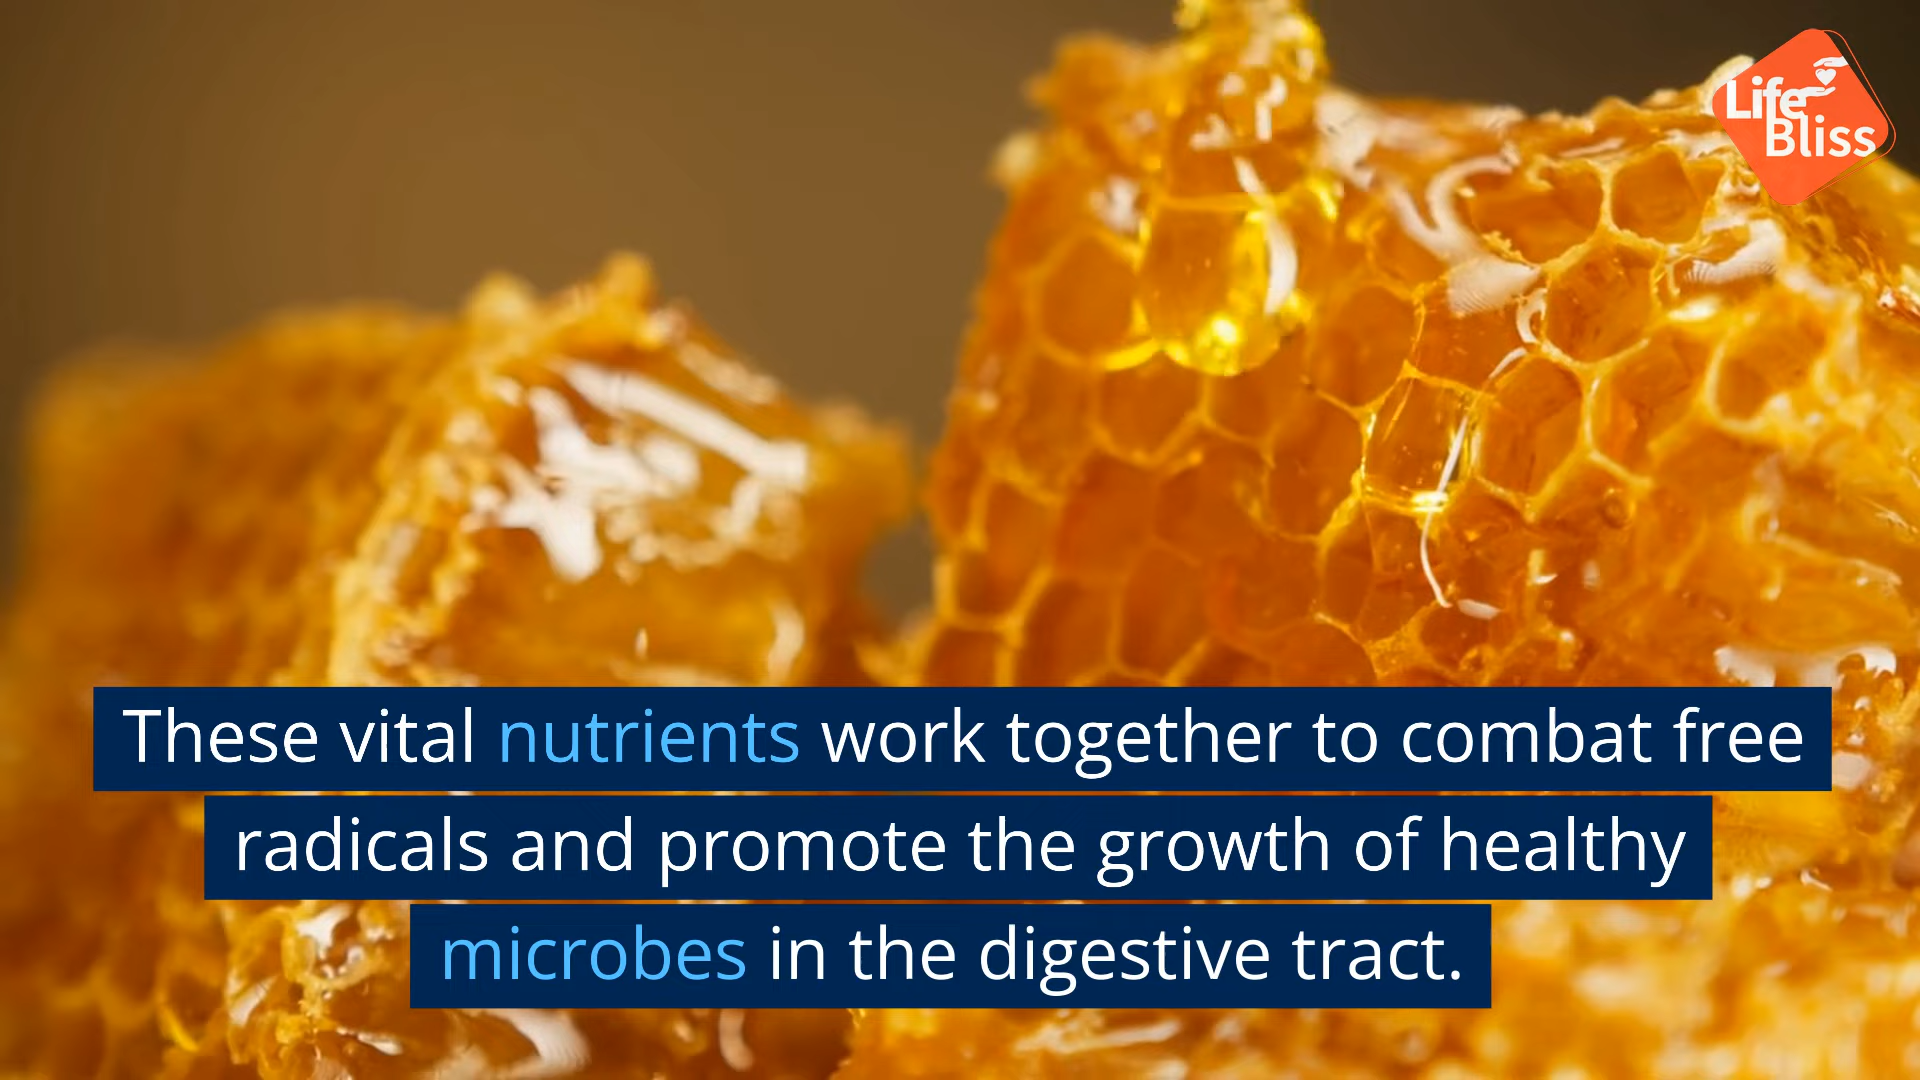 Life
Bliss
These vital nutrients work together to combat free
radicals and promote the growth of healthy
microbes in the digestive tract.